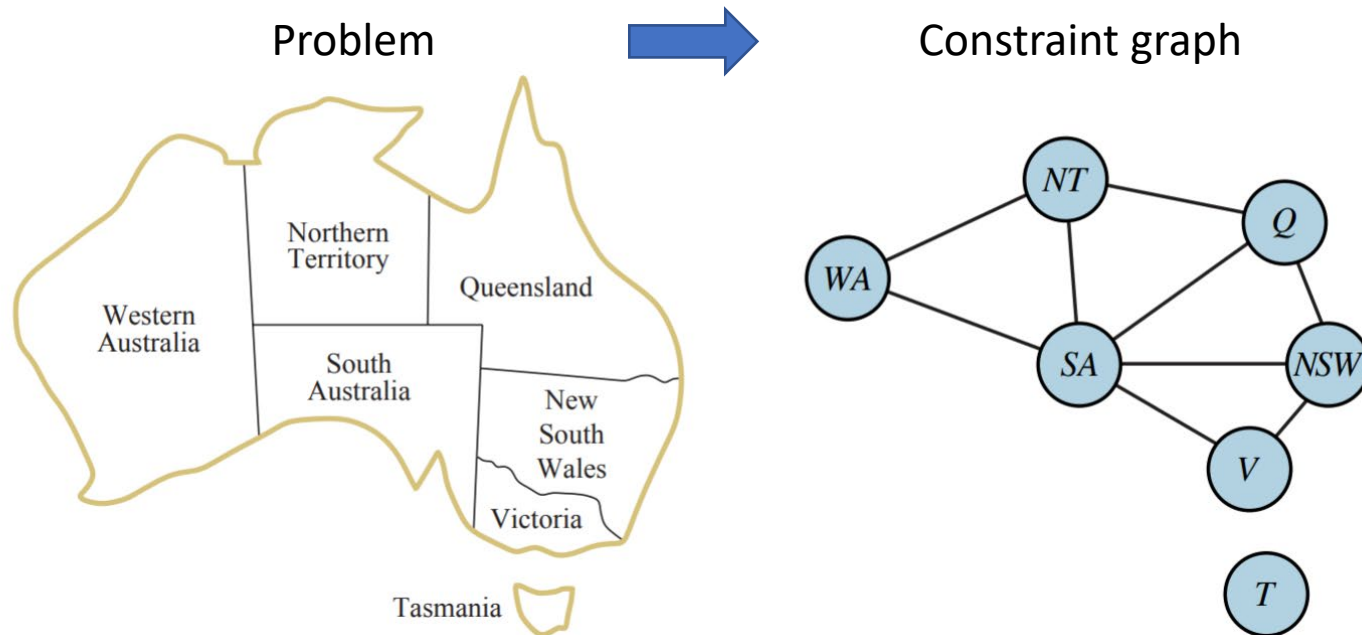 Problem
Constraint graph
Northern
Territory
Queensland
Western
Australia
South
Australia
New
South
Wales
Victoria
Tasmania
NT
Q
WA
SA
NSW
V
T